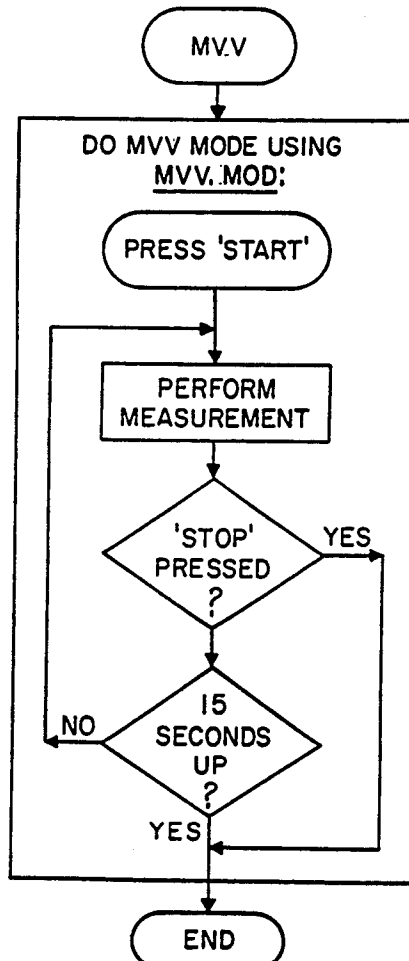 MV.V
DO MVV MODE USING
MVV. MOD:
PRESS 'START'
PERFORM
MEASUREMENT
'STOP'
PRESSED
?
YES
15
SECONDS
UP
?
NO
YES
END